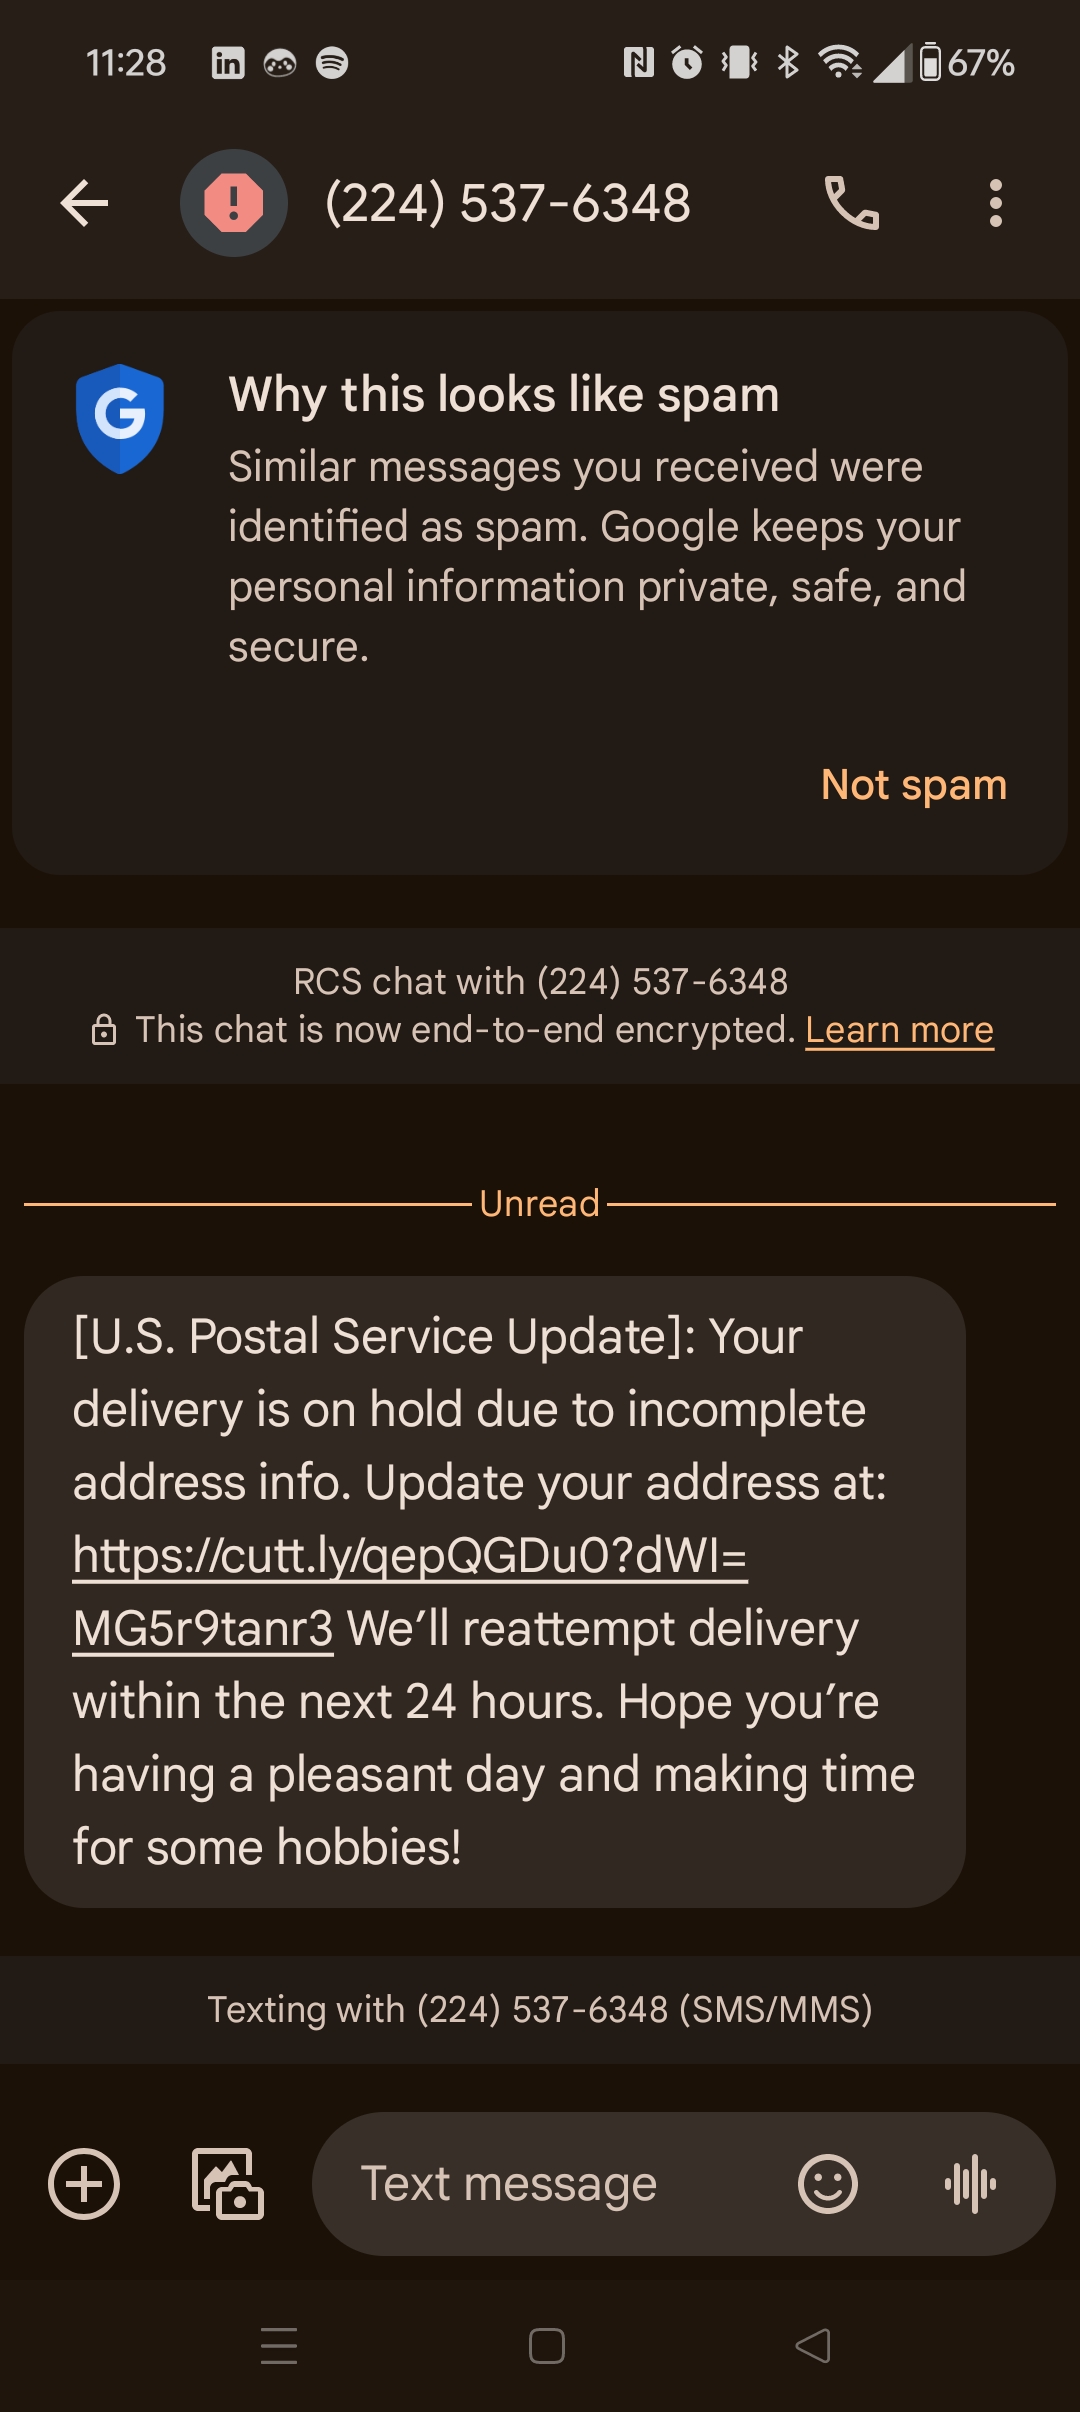 11:28
67%
(224) 537-6348
Why this looks like spam
Similar messages you received were
identified as spam. Google keeps your
personal information private, safe, and
secure.
Not spam
RCS chat with (224) 537-6348
This chat is now end-to-end encrypted. Learn more
Unread
[U.S. Postal Service Update]: Your
delivery is on hold due to incomplete
address info. Update your address at:
https://cutt.ly/qepQGDu0?dWI=
MG5r9tanr3 We’ll reattempt delivery
within the next 24 hours. Hope you’re
having a pleasant day and making time
for some hobbies!
Texting with (224) 537-6348 (SMS/MMS)
Text message